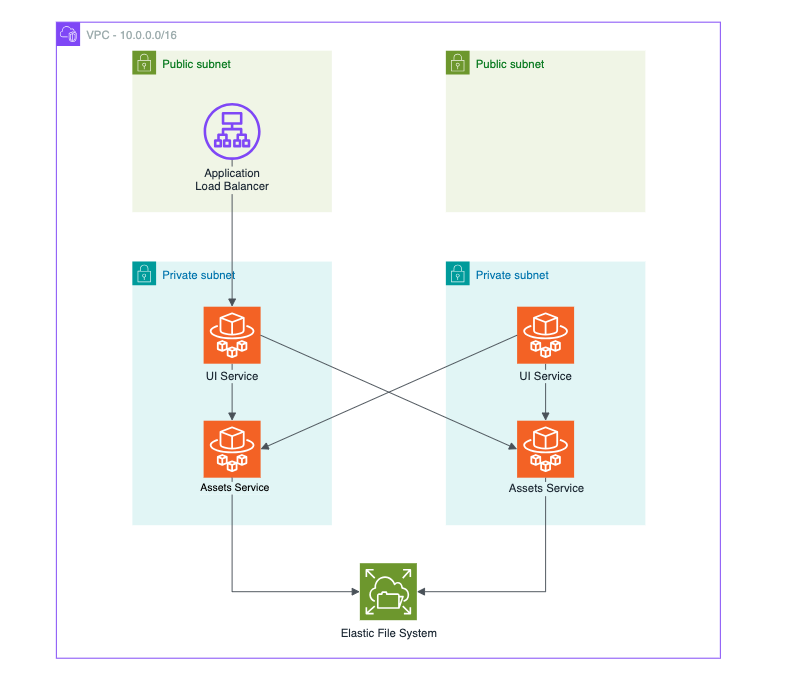 VPC - 10.0.0.0/16
Public subnet
Public subnet
Application
Load Balancer
Private subnet
Private subnet
UI Service
UI Service
Assets Service
Assets Service
Elastic File System